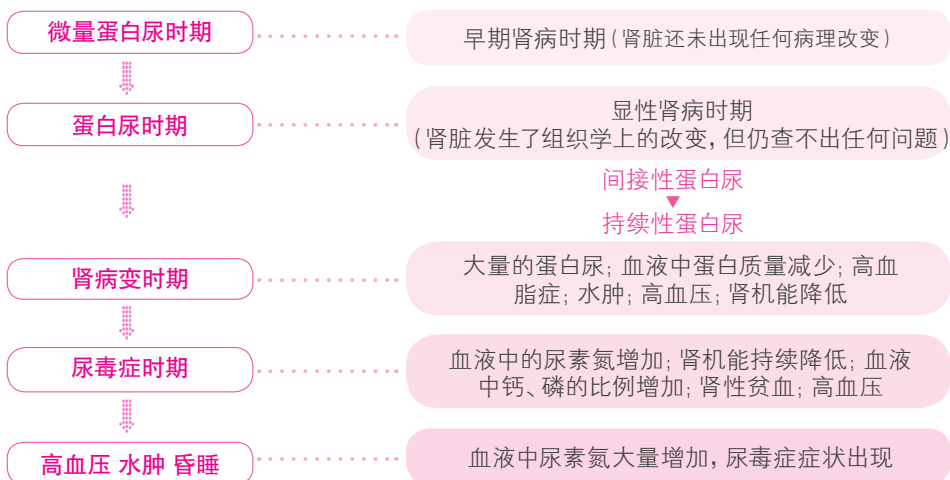 微量蛋白尿时期
早期肾病时期(肾脏还未出现任何病理改变)
蛋白尿时期
显性肾病时期
(肾脏发生了组织学上的改变,但仍查不出任何问题)
间接性蛋白尿
持续性蛋白尿
肾病变时期
大量的蛋白尿; 血液中蛋白质量减少; 高血
脂症; 水肿; 高血压; 肾机能降低
尿毒症时期
血液中的尿素氮增加; 肾机能持续降低; 血液
中钙、磷的比例增加; 肾性贫血; 高血压
高血压 水肿 昏睡
血液中尿素氮大量增加,尿毒症症状出现